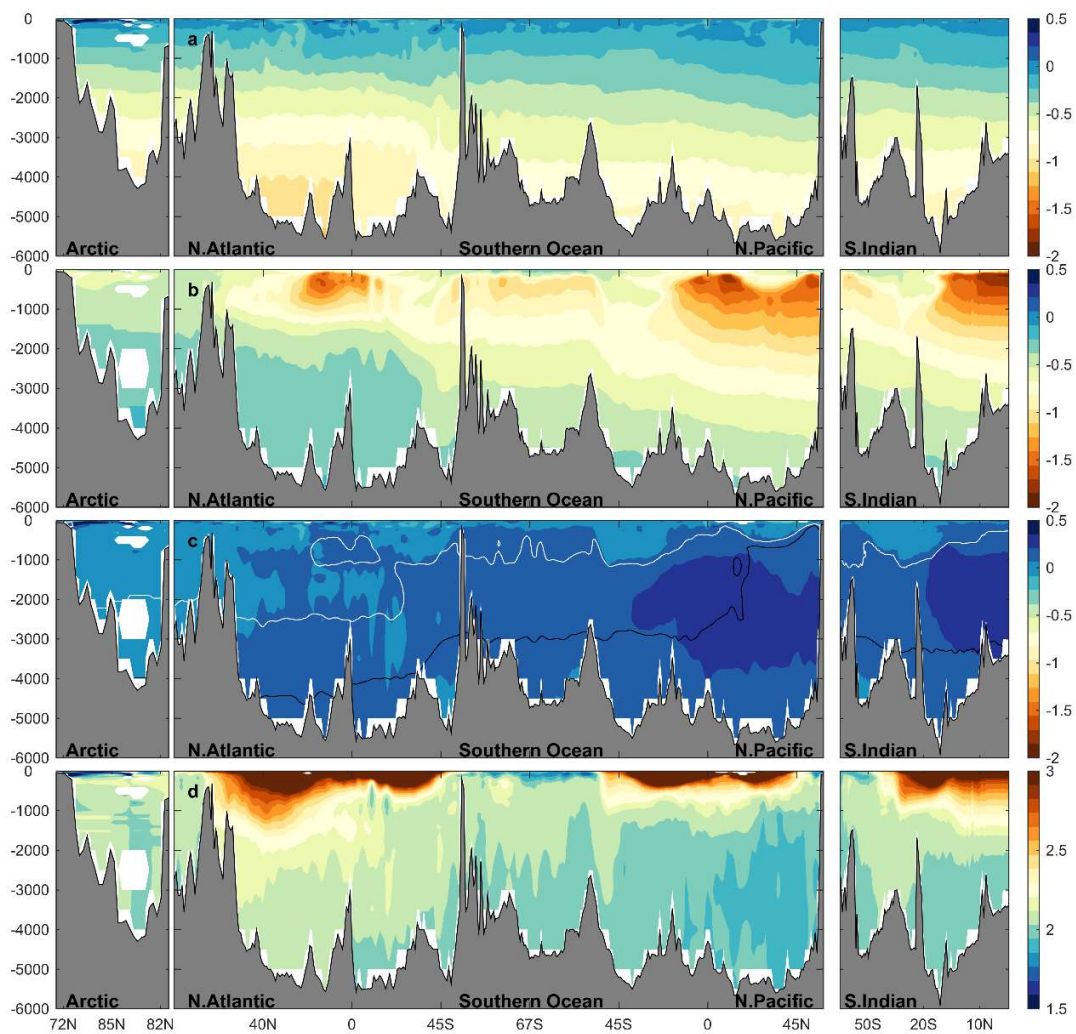 0
-1000
-2000
-3000
-4000
-5000
-6000
a
Arctic
N.Atlantic
Southern Ocean
N.Pacific
S.Indian
0.5
0
-0.5
-1
-1.5
-2
0
-1000
-2000
-3000
-4000
-5000
-6000
b
Arctic
N.Atlantic
Southern Ocean
N.Pacific
S.Indian
0.5
0
-0.5
-1
-1.5
-2
0
-1000
-2000
-3000
-4000
-5000
-6000
c
Arctic
N.Atlantic
Southern Ocean
N.Pacific
S.Indian
0.5
0
-0.5
-1
-1.5
-2
0
-1000
-2000
-3000
-4000
-5000
-6000
d
Arctic
N.Atlantic
Southern Ocean
N.Pacific
S.Indian
3
2.5
2
1.5
72N 85N 82N 40N 0 45S 67S 45S 0 45N 50S 20S 10N